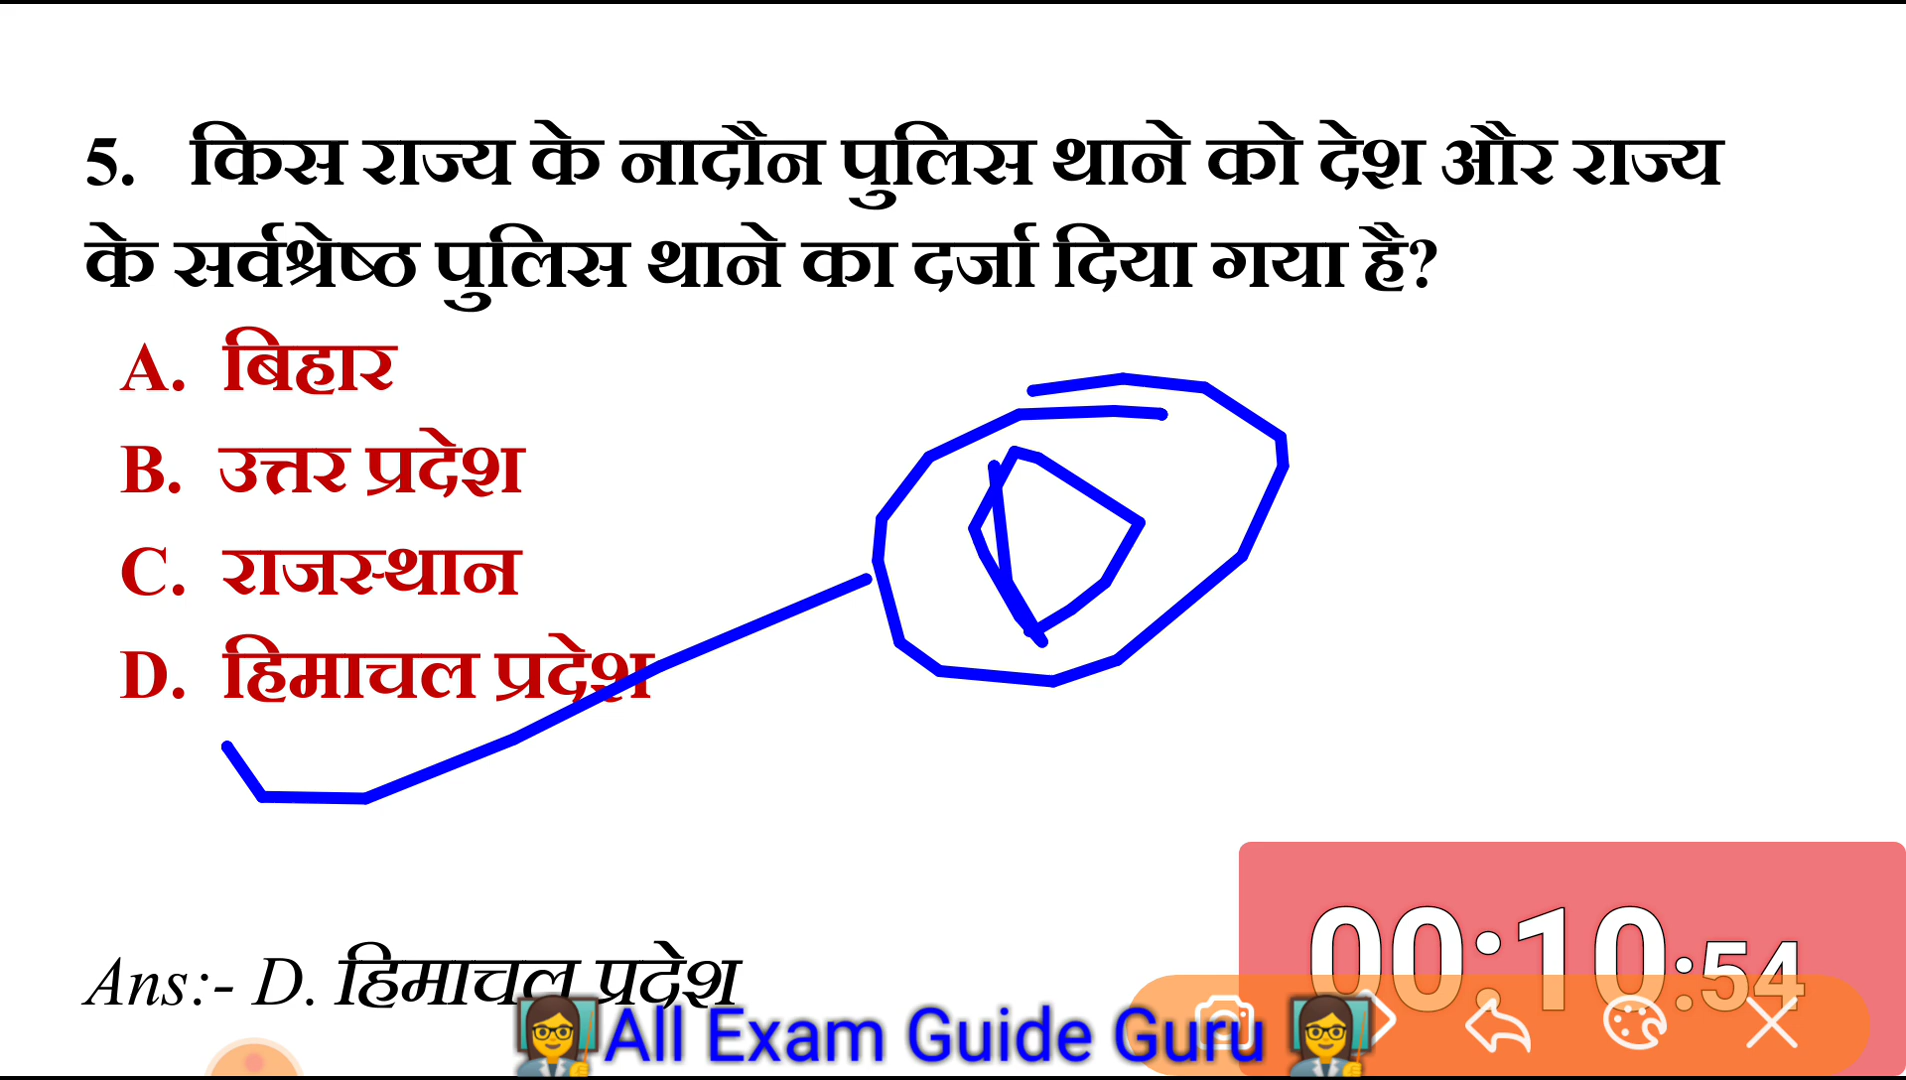 5. किस राज्य के नादौन पुलिस थाने को देश और राज्य
के सर्वश्रेष्ठ पुलिस थाने का दर्जा दिया गया है?
A. बिहार
B. उत्तर प्रदेश
C. राजस्थान
D. हिमाचल प्रदेश
Ans:- D. हिमाचल प्रदेश
00:10:54
All Exam Guide Guru